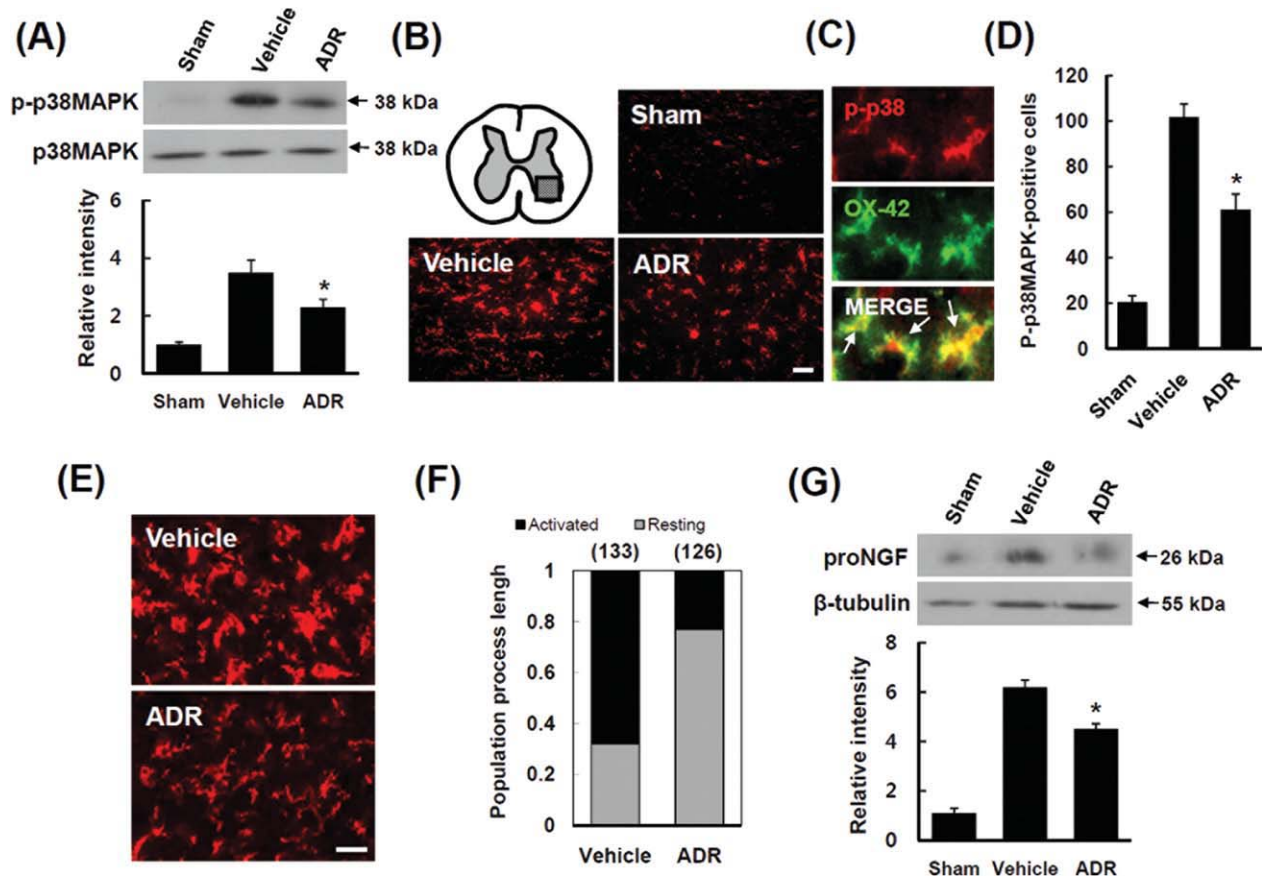 (A)
Sham
Vehicle
ADR
p-p38MAPK
38 kDa
p38MAPK
38 kDa
Relative intensity
6
4
2
0
*
Sham Vehicle ADR
(B)
Sham
Vehicle
ADR
(C)
p-p38
OX-42
MERGE
(D)
P-p38MAPK-positive cells
120
100
80
60
40
20
0
*
Sham
Vehicle
ADR
(E)
Vehicle
ADR
(F)
Activated Resting
(133) (126)
Population process lengh
1
0.8
0.6
0.4
0.2
0
Vehicle ADR
(G)
Sham
Vehicle
ADR
proNGF
26 kDa
β-tubulin
55 kDa
Relative intensity
8
6
4
2
0
*
Sham Vehicle ADR